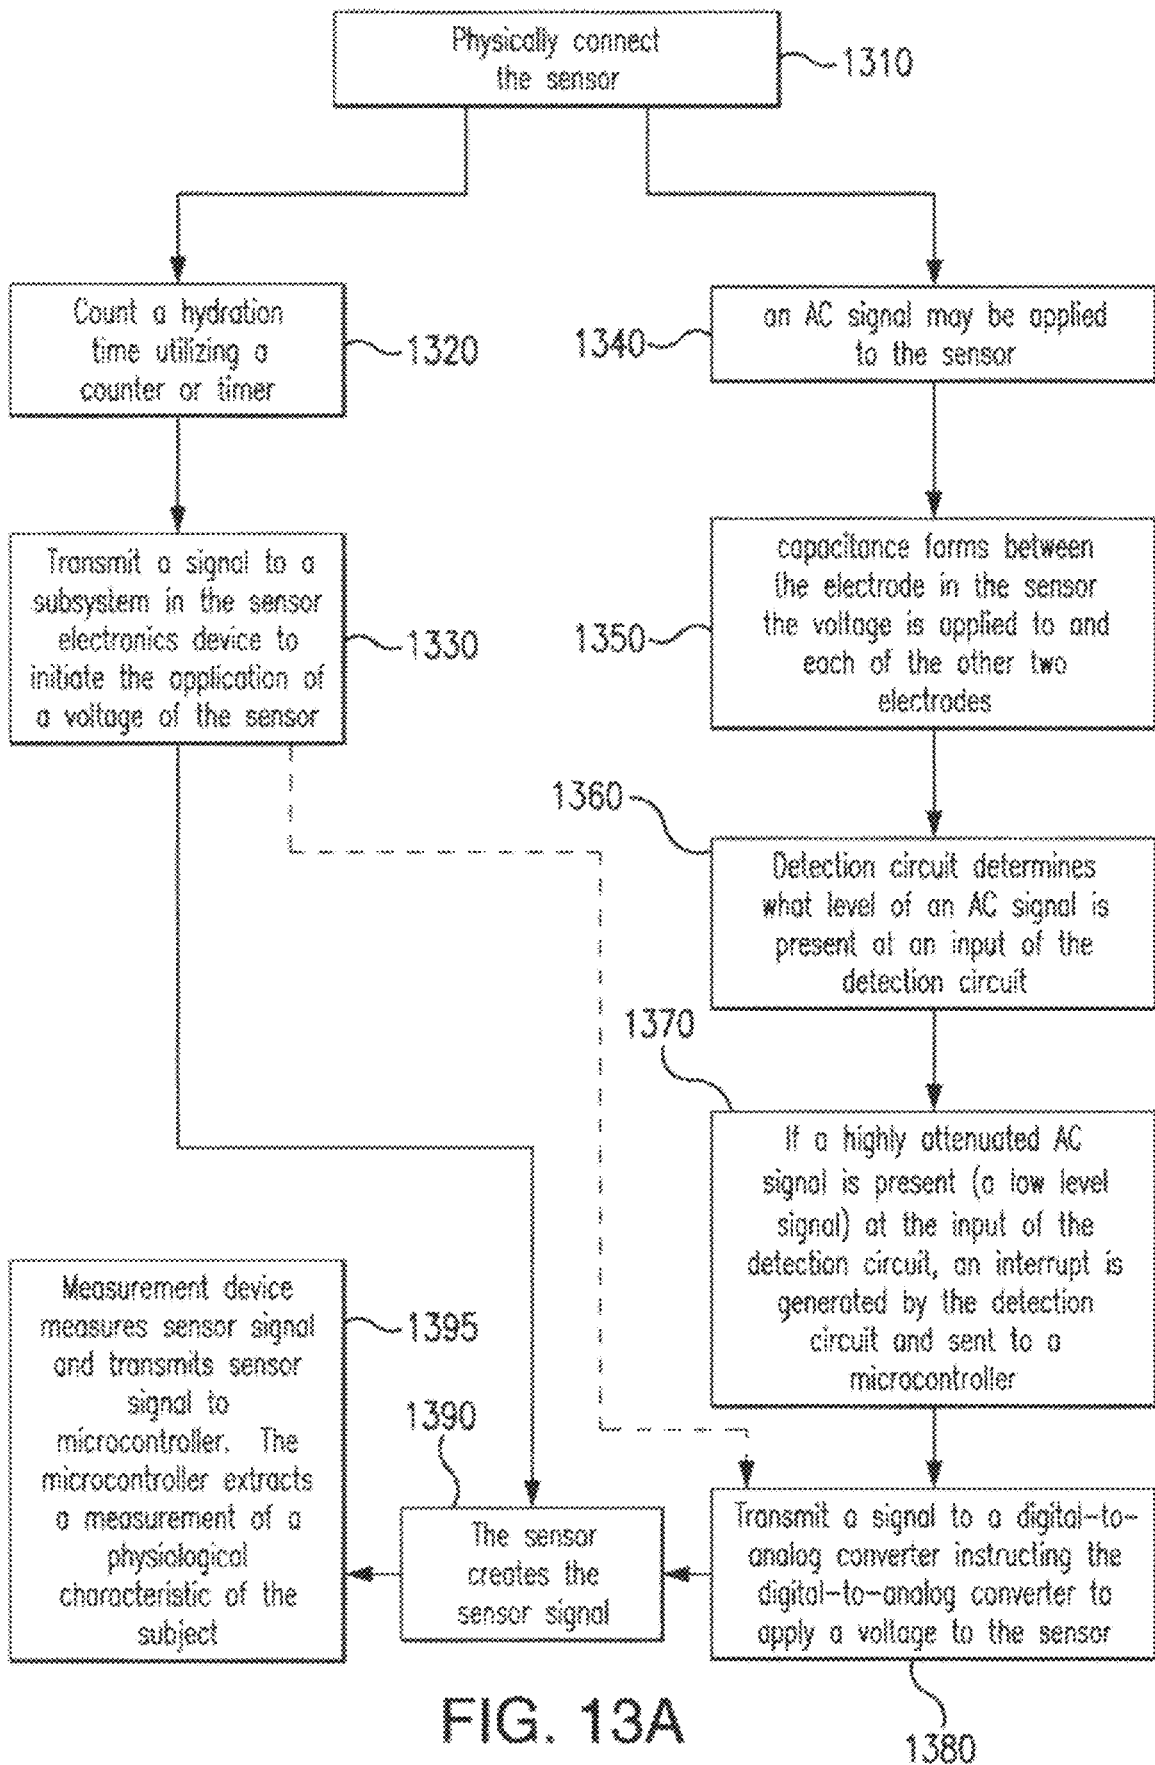 Physically connect
the sensor
1310
Count a hydration
time utilizing a
counter or timer
1320
an AC signal may be applied
to the sensor
1340
Transmit a signal to a
subsystem in the sensor
electronics device to
initiate the application of
a voltage of the sensor
1330
capacitance forms between
the electrode in the sensor
the voltage is applied to and
each of the other two
electrodes
1350
1360
Detection circuit determines
what level of an AC signal is
present at an input of the
detection circuit
1370
If a highly attenuated AC
signal is present (a low level
signal) at the input of the
detection circuit, an interrupt is
generated by the detection
circuit and sent to a
microcontroller
Measurement device
measures sensor signal
and transmits sensor
signal to
microcontroller. The
microcontroller extracts
a measurement of a
physiological
characteristic of the
subject
1395
1390
The sensor
creates the
sensor signal
Transmit a signal to a digital-to-
analog converter instructing the
digital-to-analog converter to
apply a voltage to the sensor
1380
FIG. 13A